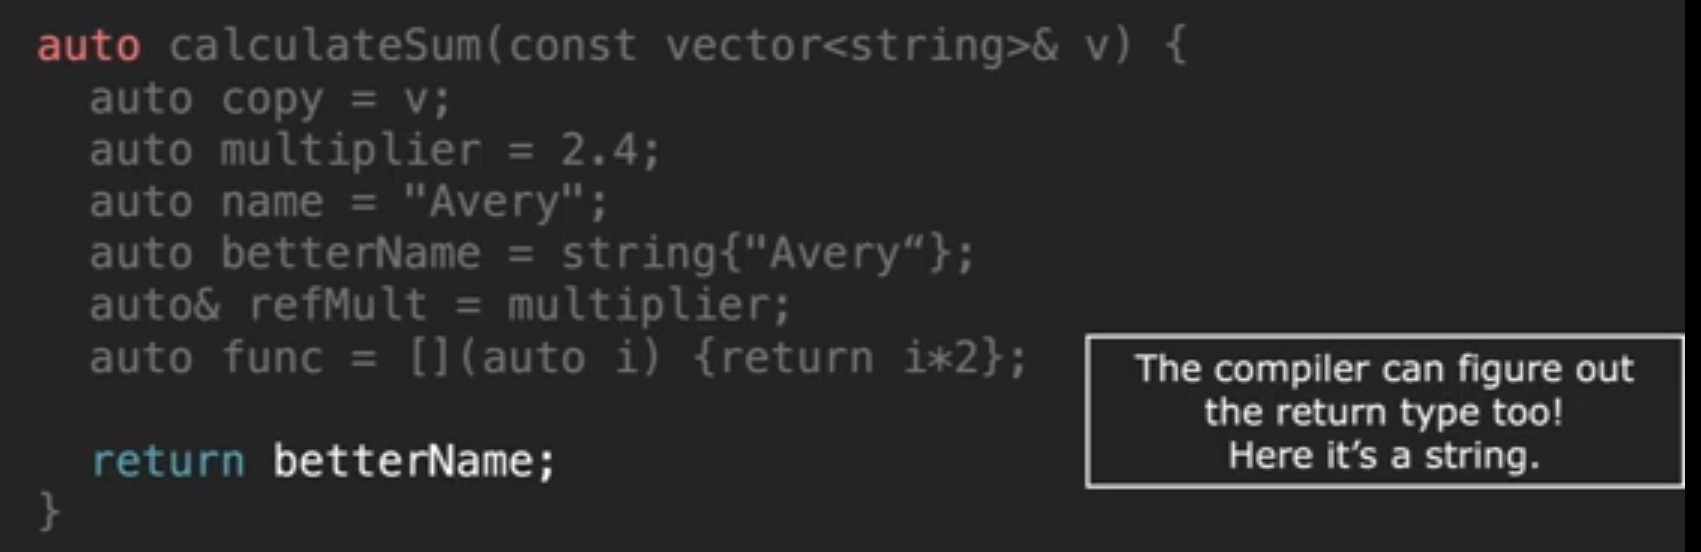 auto calculateSum(const vector<string>& v) {
auto copy = v;
auto multiplier = 2.4;
auto name = "Avery";
auto betterName = string{"Avery“};
auto& refMult = multiplier;
auto func = [](auto i) {return i*2};
return betterName;
}
The compiler can figure out
the return type too!
Here it’s a string.